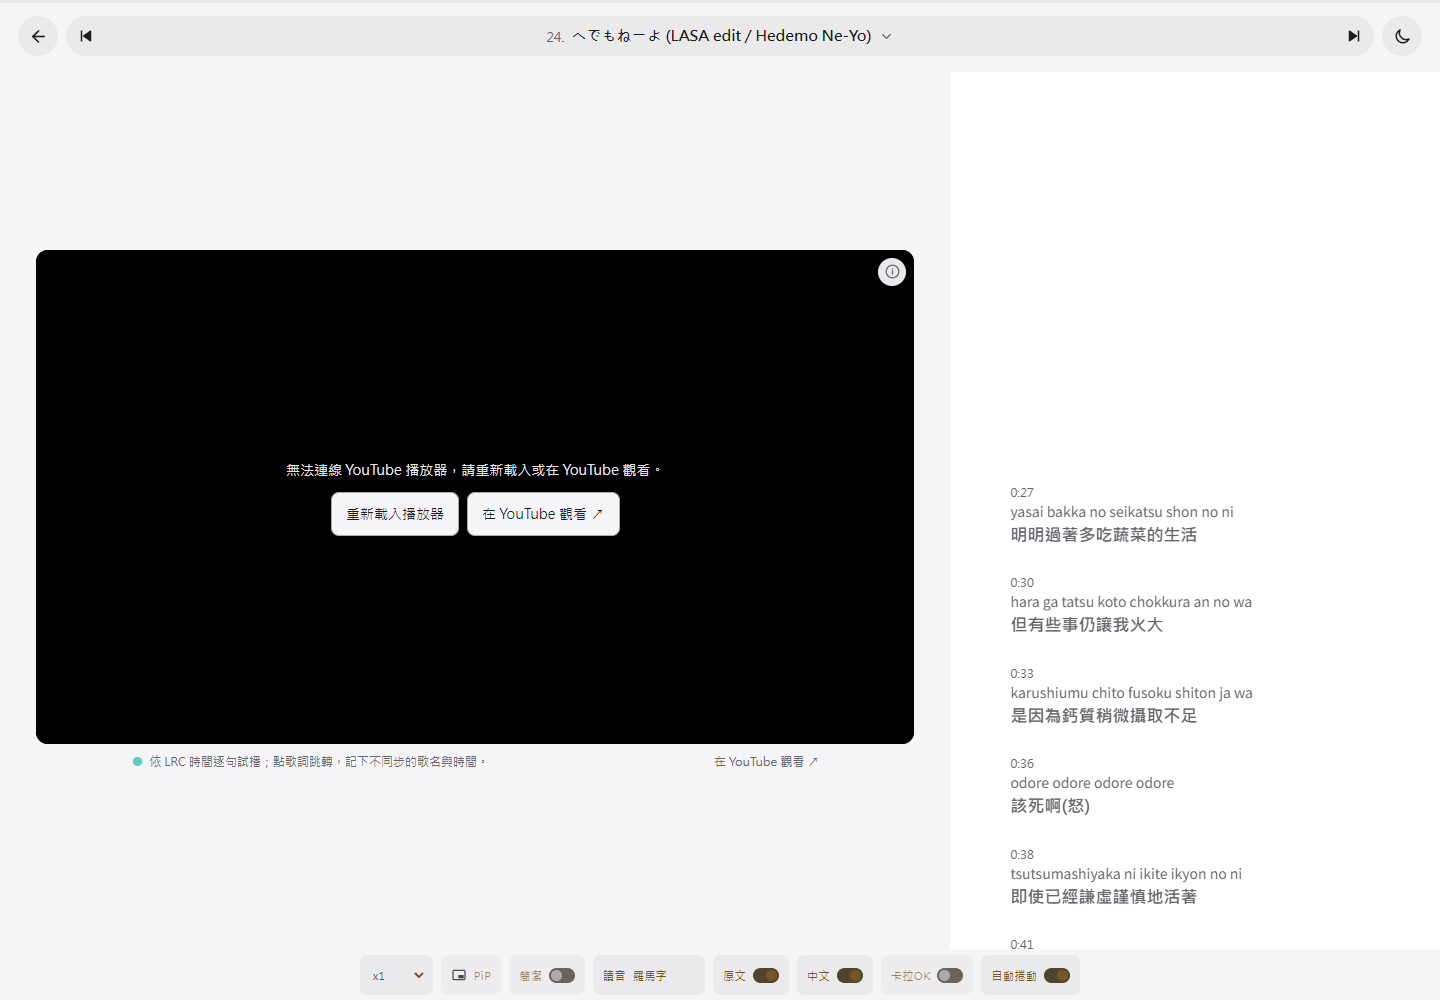 24. へでもねーよ (LASA edit / Hedemo Ne-Yo)
無法連線 YouTube 播放器，請重新載入或在 YouTube 觀看。
重新載入播放器
在 YouTube 觀看 ↗
依 LRC 時間逐句試播；點歌詞跳轉，記下不同步的歌名與時間。
在 YouTube 觀看 ↗
0:27
yasai bakka no seikatsu shon no ni
明明過著多吃蔬菜的生活
0:30
hara ga tatsu koto chokkura an no wa
但有些事仍讓我火大
0:33
karushiumu chito fusoku shiton ja wa
是因為鈣質稍微攝取不足
0:36
odore odore odore odore
該死啊(怒)
0:38
tsutsumashiyaka ni ikite ikyon no ni
即使已經謙虛謹慎地活著
0:41
x1
PiP
簡潔
讀音 羅馬字
原文
中文
卡拉OK
自動捲動